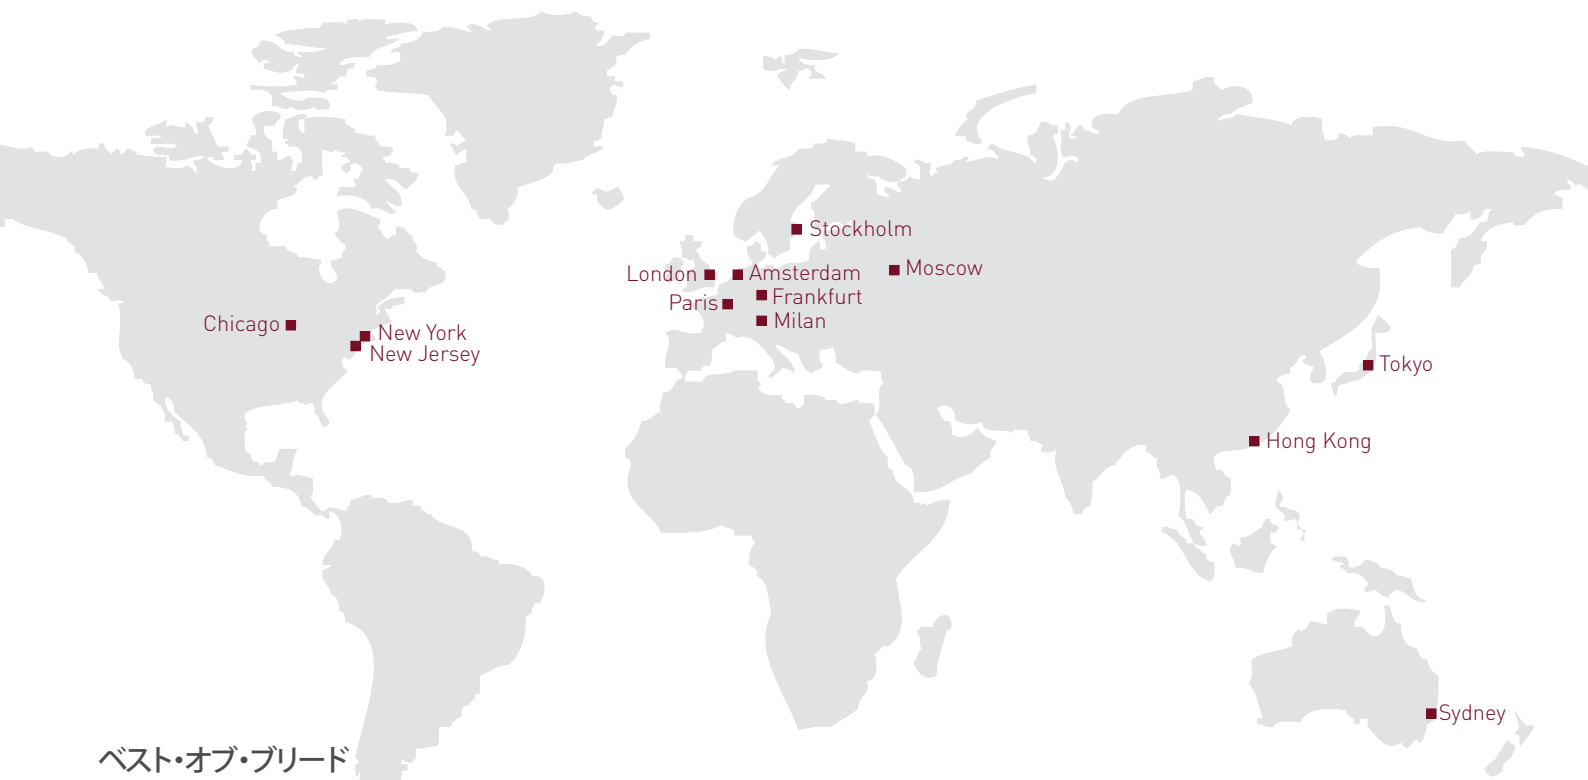 Stockholm
Moscow
London
Amsterdam
Frankfurt
Paris
Milan
Chicago
New York
New Jersey
Tokyo
Hong Kong
Sydney
ベスト・オブ・ブリード